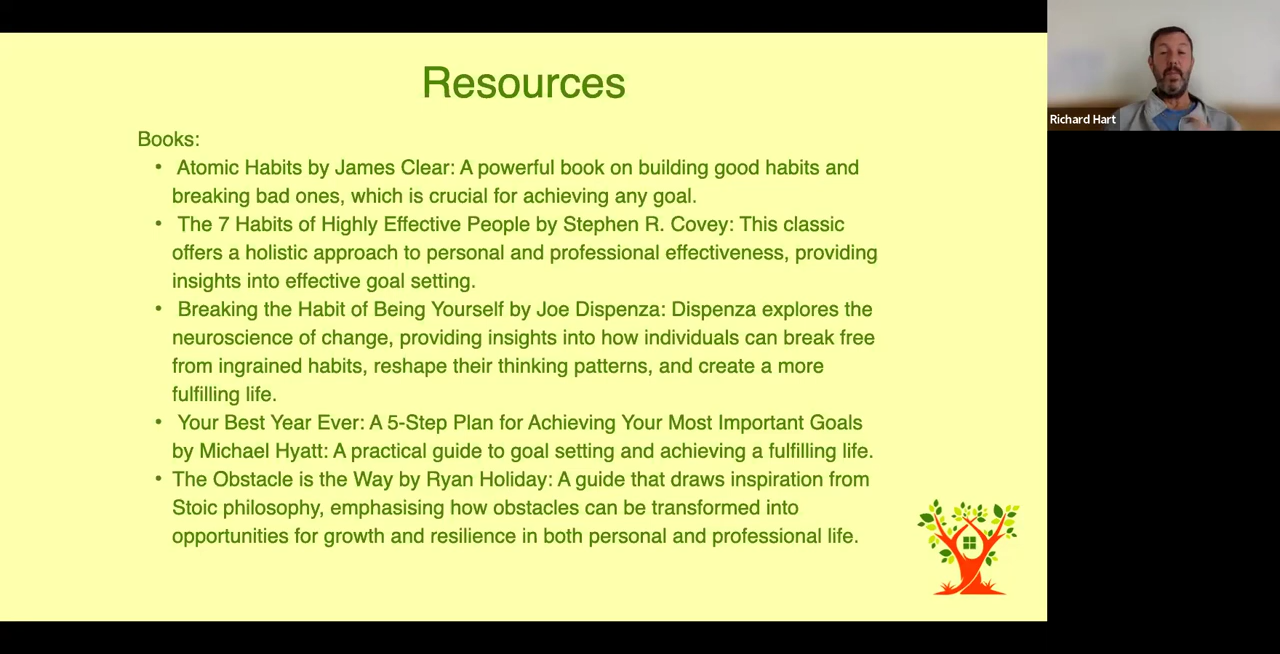 Resources
Books:
• Atomic Habits by James Clear: A powerful book on building good habits and
breaking bad ones, which is crucial for achieving any goal.
• The 7 Habits of Highly Effective People by Stephen R. Covey: This classic
offers a holistic approach to personal and professional effectiveness, providing
insights into effective goal setting.
• Breaking the Habit of Being Yourself by Joe Dispenza: Dispenza explores the
neuroscience of change, providing insights into how individuals can break free
from ingrained habits, reshape their thinking patterns, and create a more
fulfilling life.
• Your Best Year Ever: A 5-Step Plan for Achieving Your Most Important Goals
by Michael Hyatt: A practical guide to goal setting and achieving a fulfilling life.
• The Obstacle is the Way by Ryan Holiday: A guide that draws inspiration from
Stoic philosophy, emphasising how obstacles can be transformed into
opportunities for growth and resilience in both personal and professional life.
Richard Hart